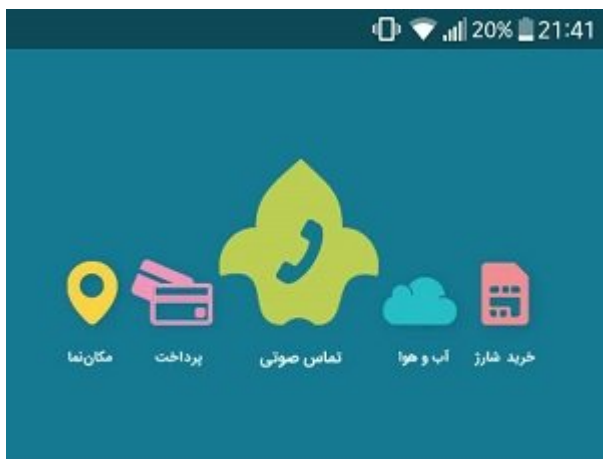 20% 21:41
خرید شارژ آب و هوا تماس صوتی پرداخت مکان‌نما